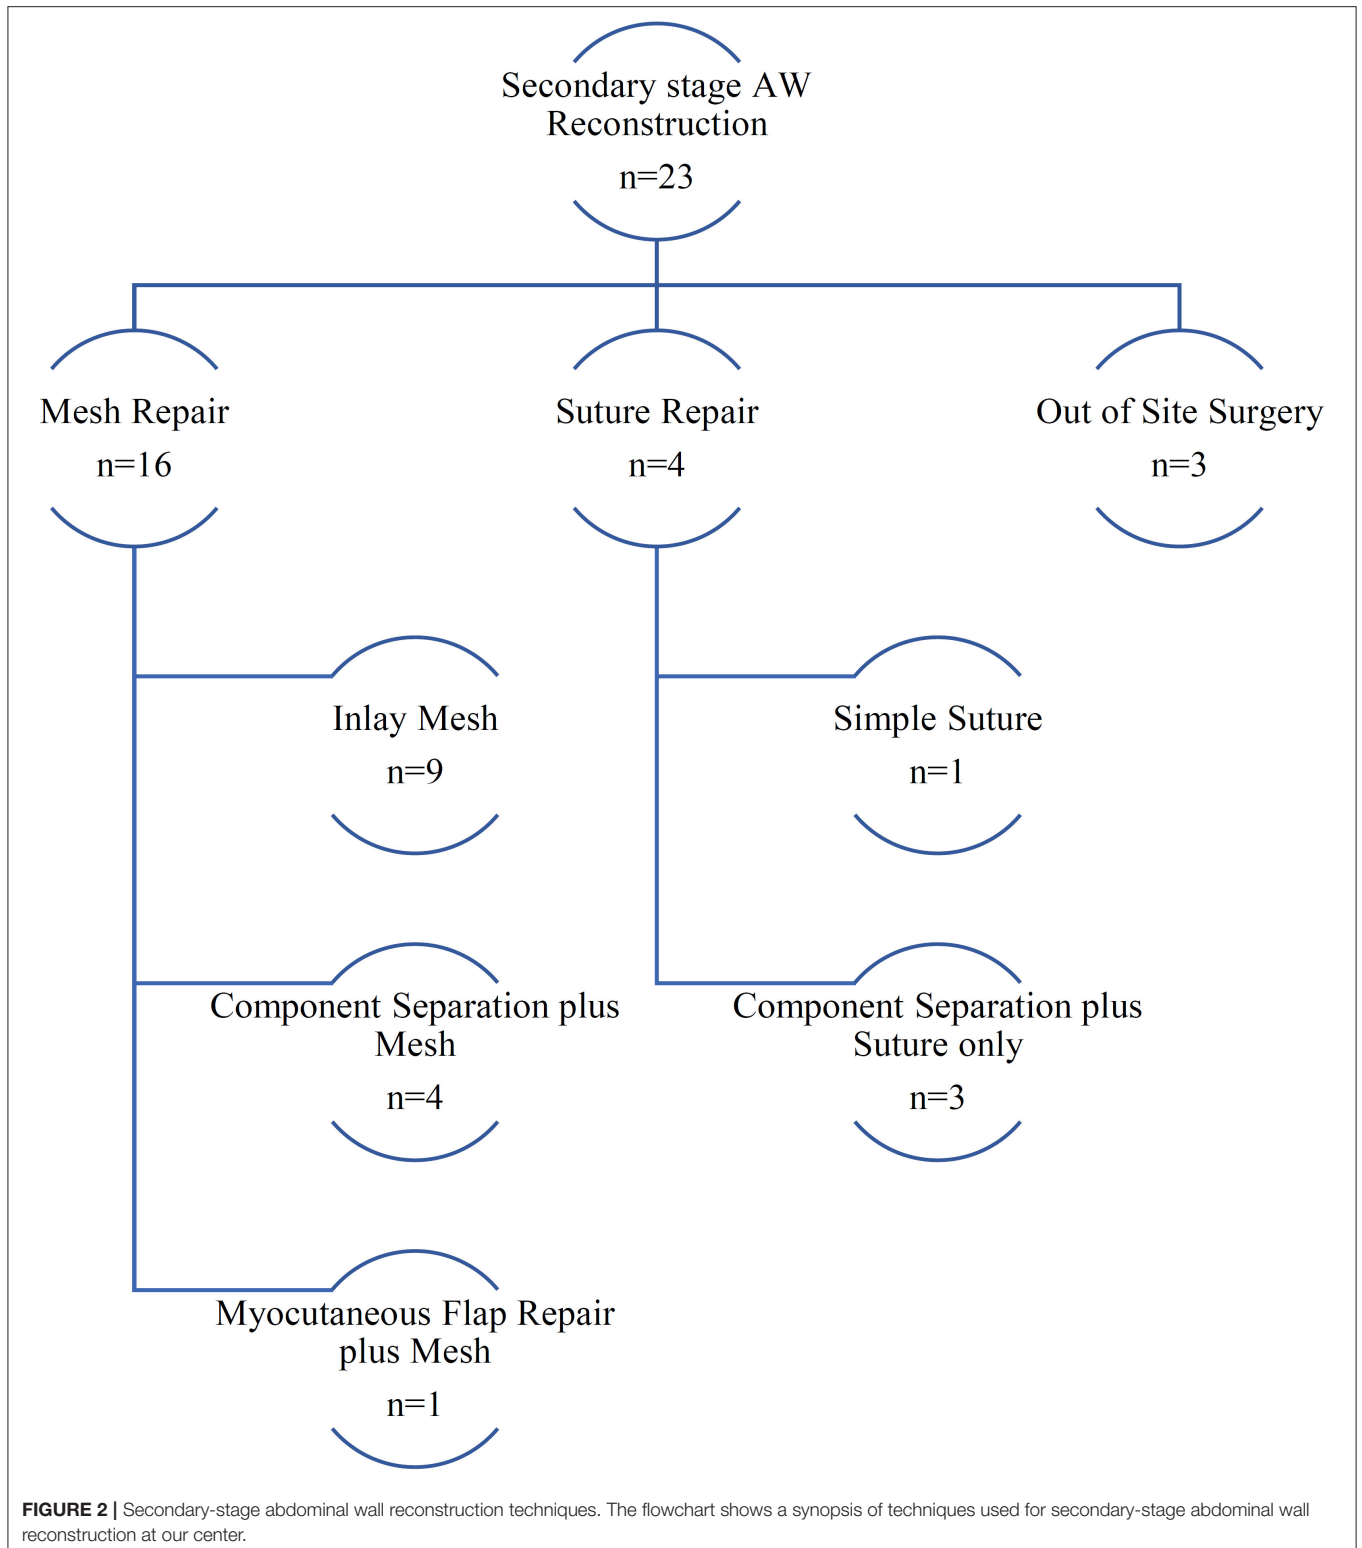 Secondary stage AW
Reconstruction
n=23
Mesh Repair
n=16
Suture Repair
n=4
Out of Site Surgery
n=3
Inlay Mesh
n=9
Simple Suture
n=1
Component Separation plus
Mesh
n=4
Component Separation plus
Suture only
n=3
Myocutaneous Flap Repair
plus Mesh
n=1
FIGURE 2 | Secondary-stage abdominal wall reconstruction techniques. The flowchart shows a synopsis of techniques used for secondary-stage abdominal wall
reconstruction at our center.